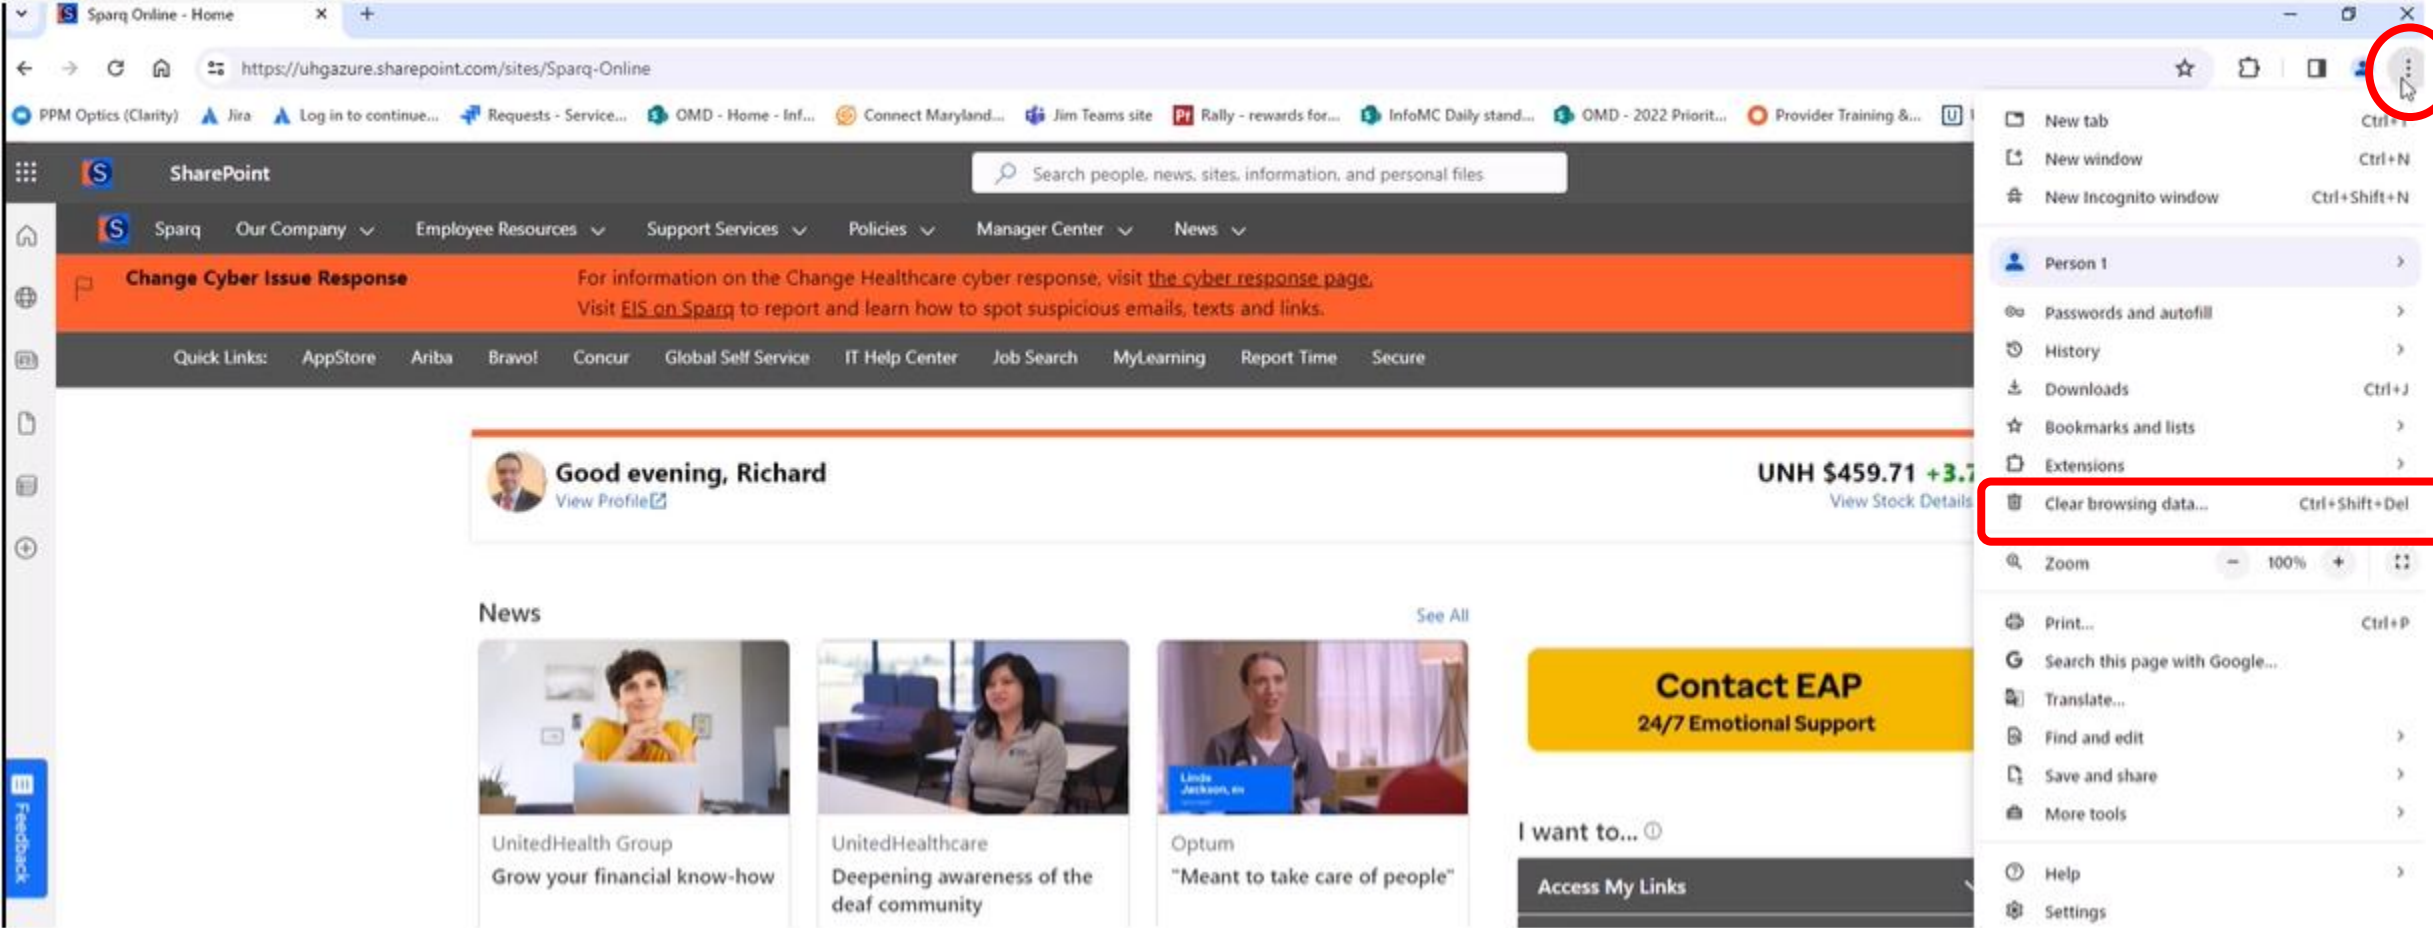 Sparq Online - Home
https://uhgazure.sharepoint.com/sites/Sparq-Online
PPM Optics (Clarity) Jira Log in to continue... Requests - Service... OMD - Home - Inf... Connect Maryland... Jim Teams site Rally - rewards for... InfoMC Daily stand... OMD - 2022 Priorit... Provider Training &...
SharePoint
Search people, news, sites, information, and personal files
Sparq Our Company Employee Resources Support Services Policies Manager Center News
Change Cyber Issue Response
For information on the Change Healthcare cyber response, visit the cyber response page.
Visit EIS on Sparq to report and learn how to spot suspicious emails, texts and links.
Quick Links: AppStore Ariba Bravo! Concur Global Self Service IT Help Center Job Search MyLearning Report Time Secure
Good evening, Richard
View Profile
UNH $459.71 +3.7
View Stock Details
News
See All
Linda
Jackson, RN
UnitedHealth Group
Grow your financial know-how
UnitedHealthcare
Deepening awareness of the
deaf community
Optum
"Meant to take care of people"
Contact EAP
24/7 Emotional Support
I want to...
Access My Links
Feedback
New tab
New window Ctrl+N
New Incognito window Ctrl+Shift+N
Person 1
Passwords and autofill
History
Downloads Ctrl+J
Bookmarks and lists
Extensions
Clear browsing data... Ctrl+Shift+Del
Zoom - 100% +
Print... Ctrl+P
Search this page with Google...
Translate...
Find and edit
Save and share
More tools
Help
Settings